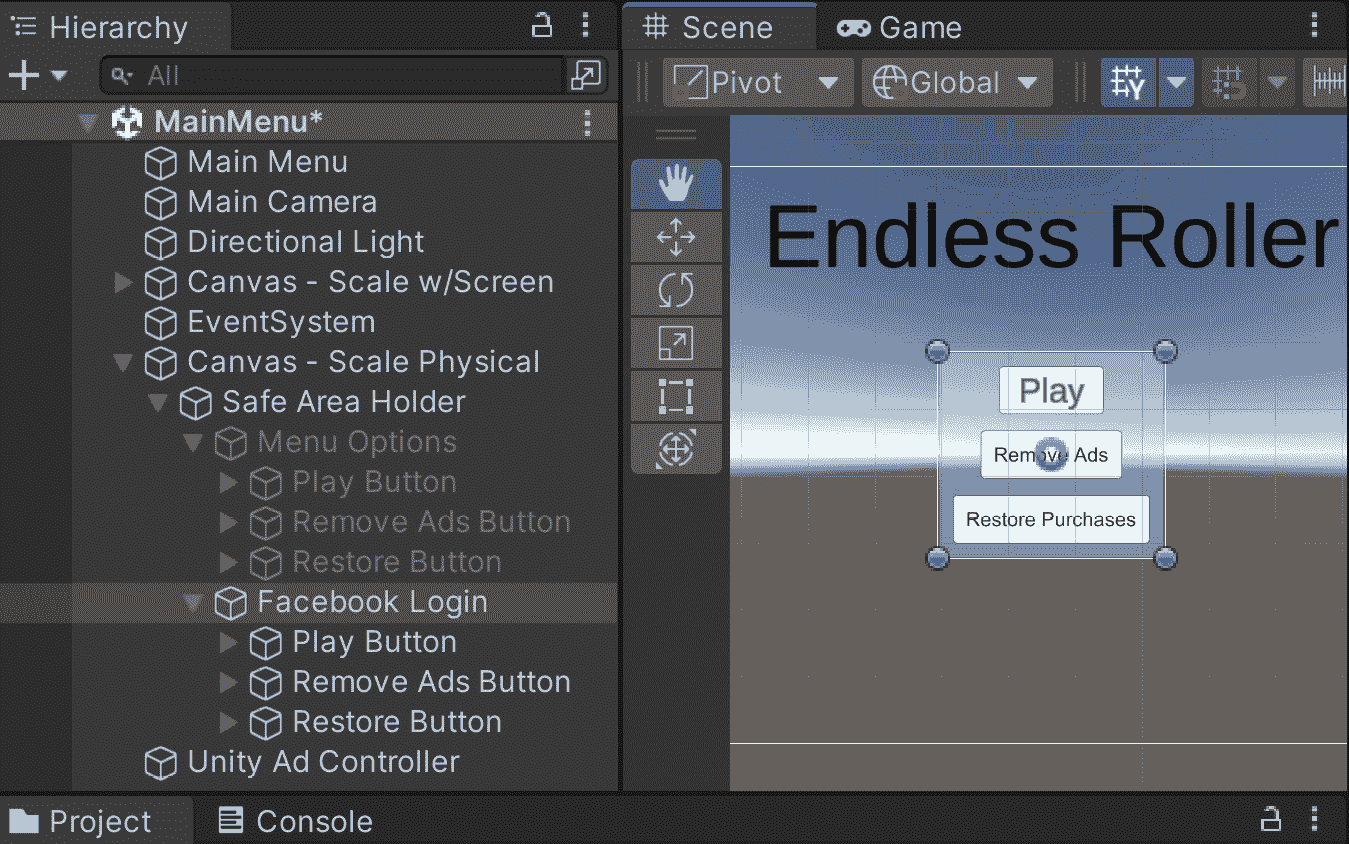 Hierarchy
All
MainMenu*
Main Menu
Main Camera
Directional Light
Canvas - Scale w/Screen
EventSystem
Canvas - Scale Physical
Safe Area Holder
Menu Options
Play Button
Remove Ads Button
Restore Button
Facebook Login
Play Button
Remove Ads Button
Restore Button
Unity Ad Controller
Scene Game
Pivot Global
Endless Roller
Play
Remove Ads
Restore Purchases
Project Console